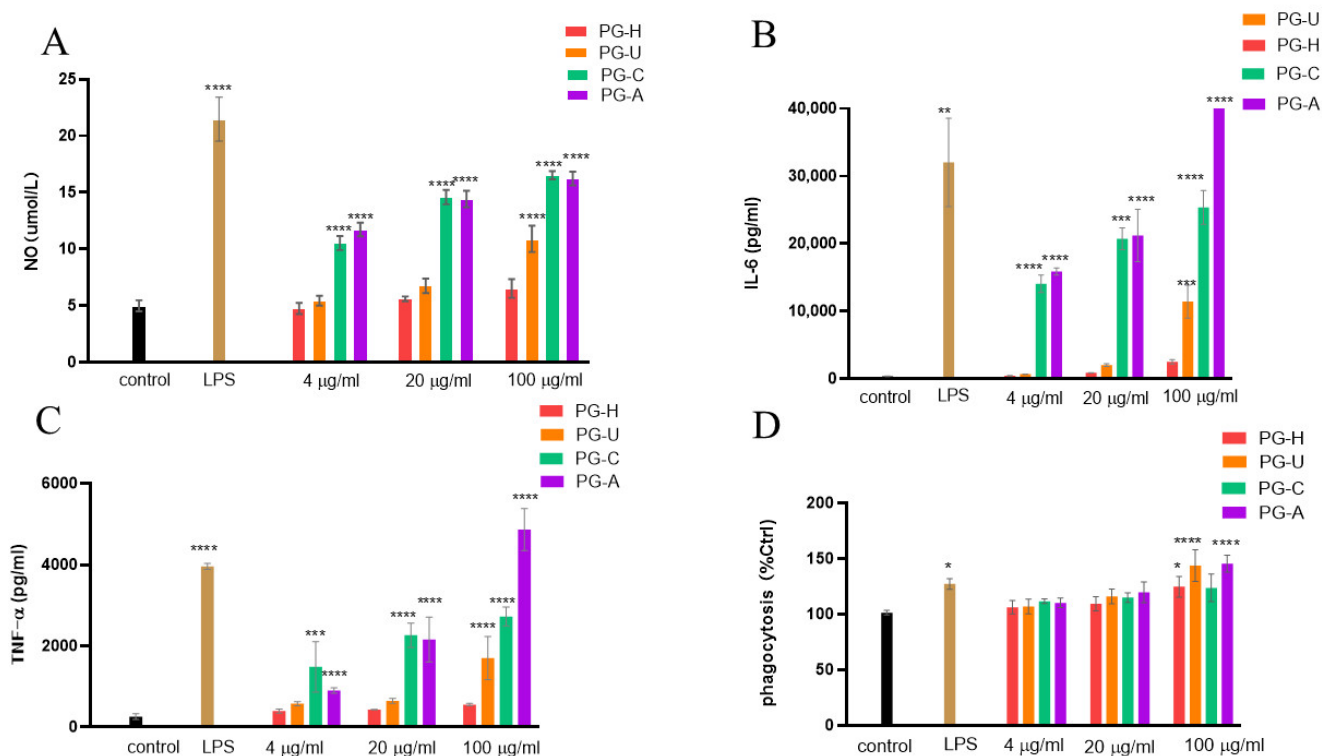 A
PG-H
PG-U
PG-C
PG-A
NO (umol/L)
25
20
15
10
5
0
****
**** ****
**** ****
**** **** ****
control LPS 4 μg/ml 20 μg/ml 100 μg/ml
B
PG-U
PG-H
PG-C
PG-A
IL-6 (pg/ml)
40,000
30,000
20,000
10,000
0
**
**** ****
*** ****
*** **** ****
control LPS 4 μg/ml 20 μg/ml 100 μg/ml
C
PG-H
PG-U
PG-C
PG-A
TNF-α (pg/ml)
6000
4000
2000
0
****
*** ****
**** ****
**** **** ****
control LPS 4 μg/ml 20 μg/ml 100 μg/ml
D
PG-H
PG-U
PG-C
PG-A
phagocytosis (%Ctrl)
200
150
100
50
0
*
* **** ****
control LPS 4 μg/ml 20 μg/ml 100 μg/ml